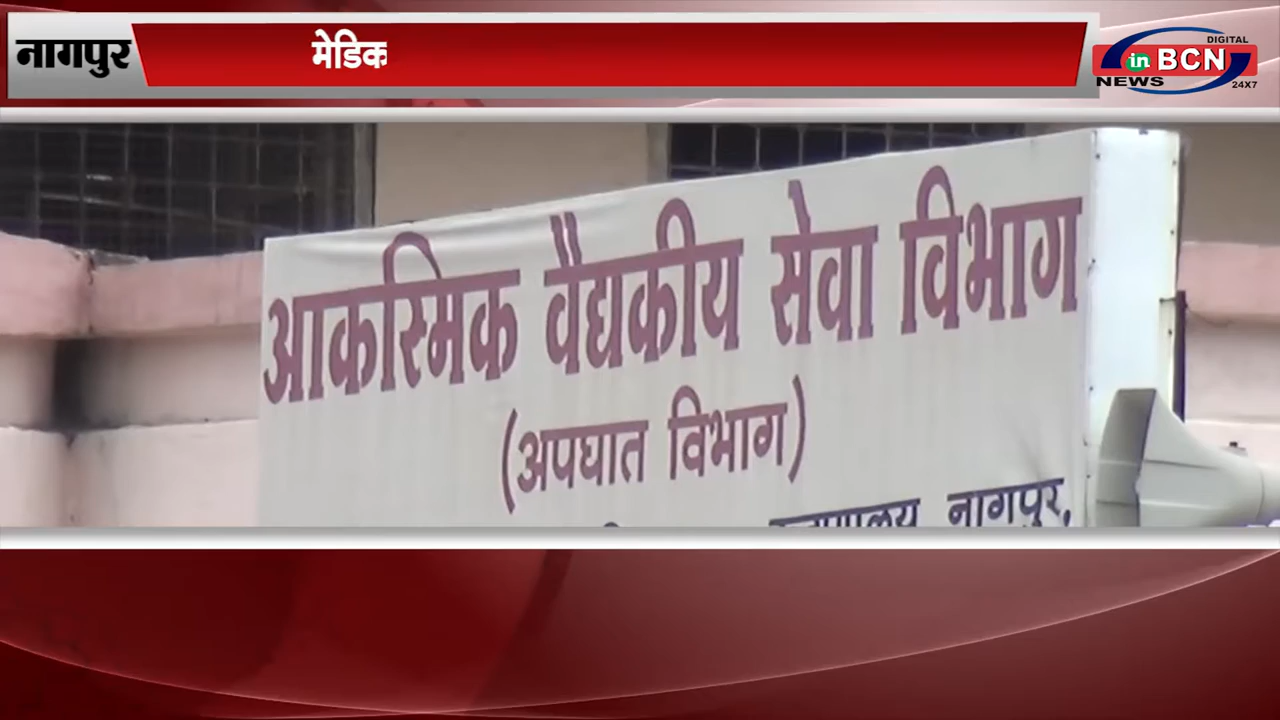 नागपुर
मेडिक
DIGITAL
in BCN
NEWS 24X7
आकस्मिक वैद्यकीय सेवा विभाग
(अपघात विभाग)
नागपुर,